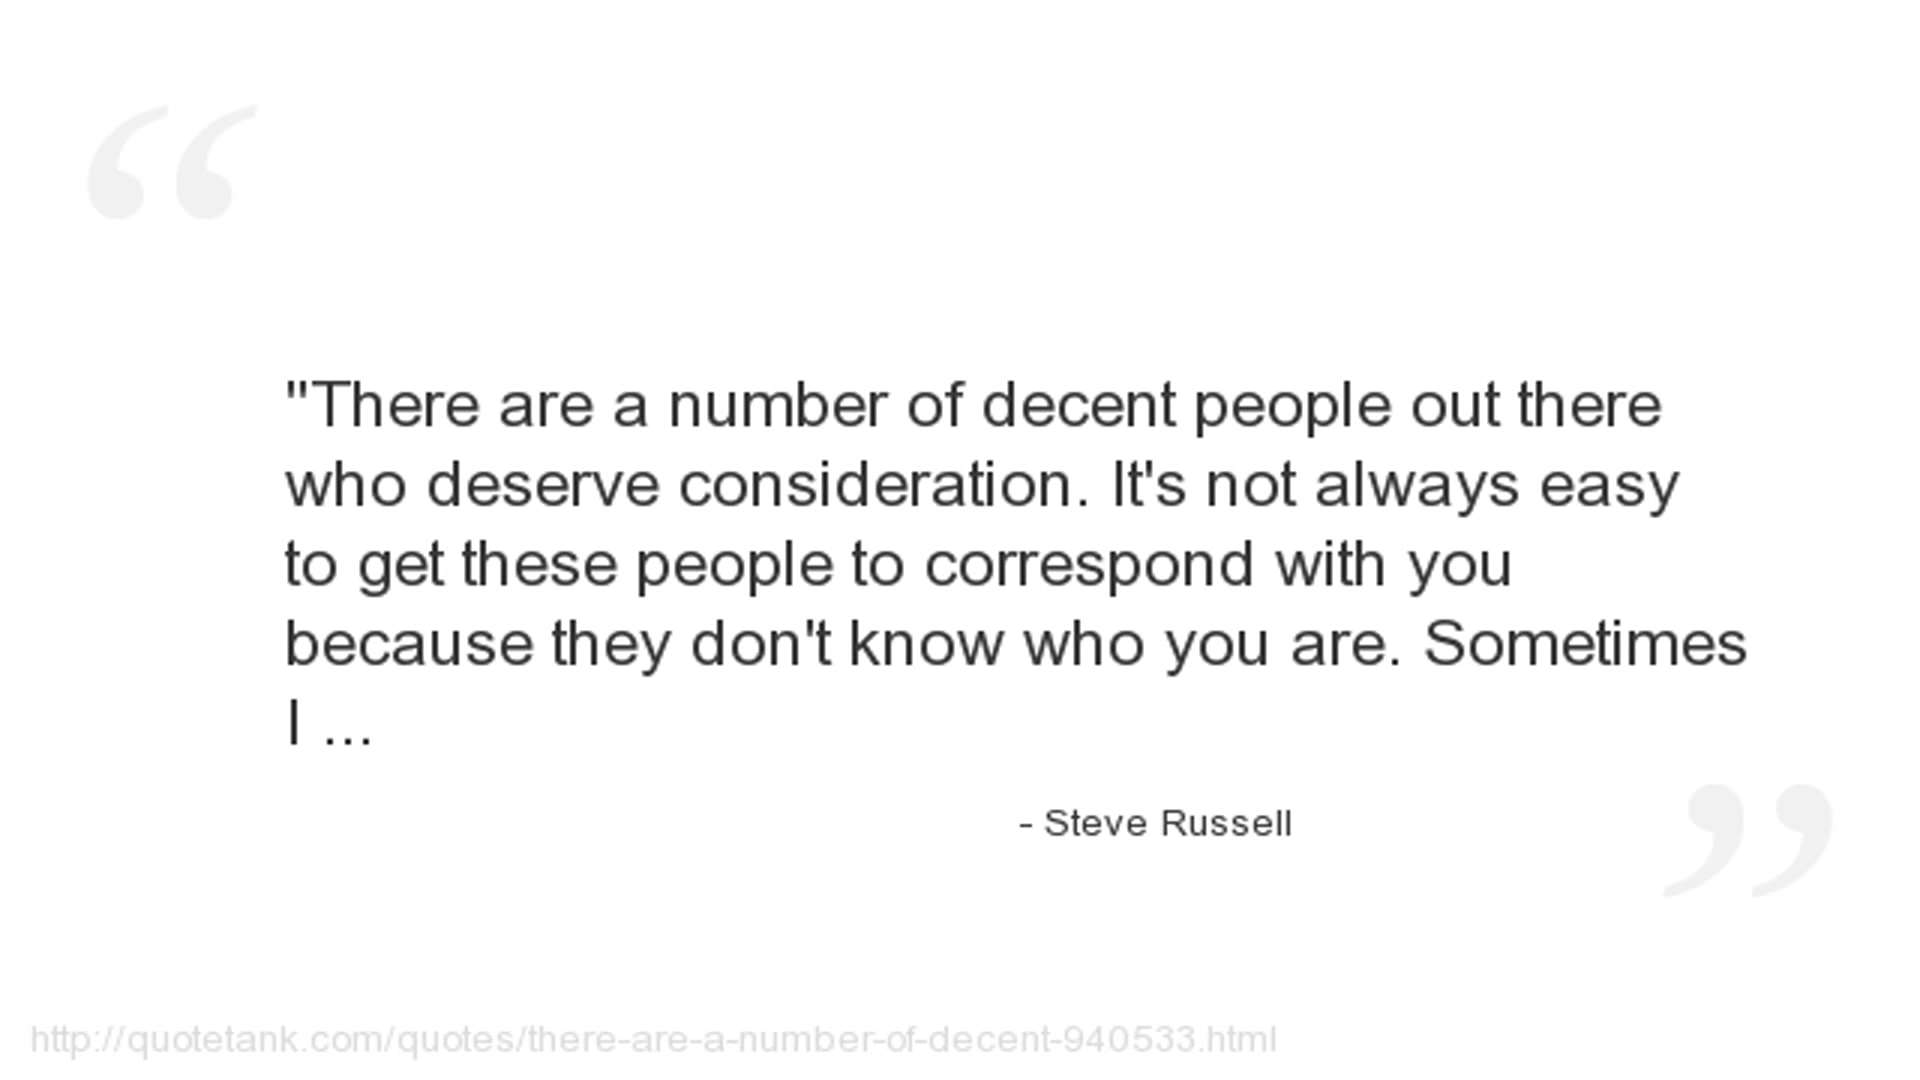 "There are a number of decent people out there
who deserve consideration. It's not always easy
to get these people to correspond with you
because they don't know who you are. Sometimes
I ...
- Steve Russell
http://quotetank.com/quotes/there-are-a-number-of-decent-940533.html